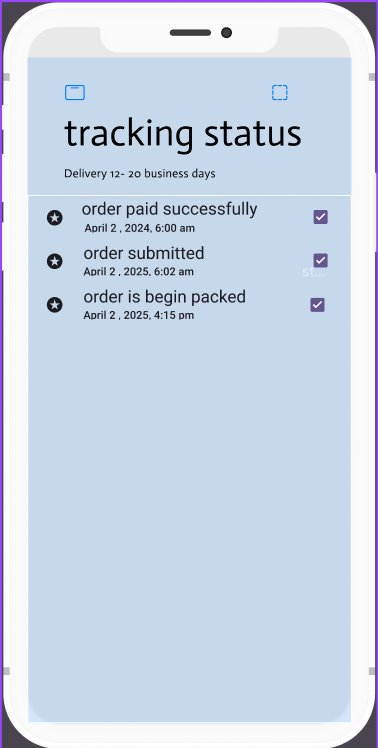 tracking status
Delivery 12- 20 business days
order paid successfully
April 2 , 2024, 6:00 am
order submitted
April 2 , 2025, 6:02 am
st...
order is begin packed
April 2 , 2025, 4:15 pm